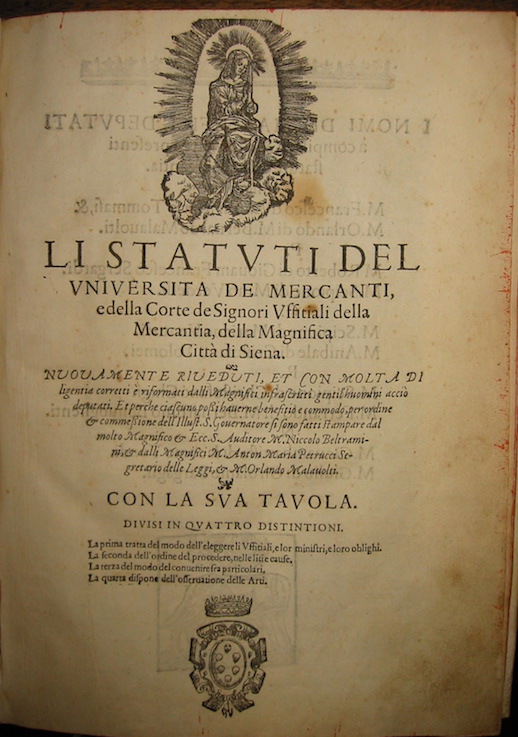 LI STATVTI DEL
VNIVERSITA DE MERCANTI,
e della Corte de Signori Vffitiali della
Mercantia, della Magnifica
Città di Siena.
NVOVAMENTE RIVEDVTI, ET CON MOLTA DI
ligentia corretti è riformati dalli Magnifici infrascritti gentilhuomini accio
deputati. Et perche ciascuno possi hauerne benefitio e commodo, per ordine
& commessione dell'Illust. S. Gouernatore si sono fatti stampare dal
molto Magnifico & Ecc. S. Auditore M. Niccolo Beltrami-
ni, & dalli Magnifici M. Anton Maria Petrucci Se-
gretario delle Leggi, & M. Orlando Malauolti.
CON LA SVA TAVOLA.
DIVISI IN QVATTRO DISTINTIONI.
La prima tratta del modo dell'eleggere li Vffitiali, e lor ministri, e loro oblighi.
La seconda dell'ordine del procedere, nelle liti e cause.
La terza del modo del conuenire fra particolari.
La quarta dispone dell'osseruatione delle Arti.